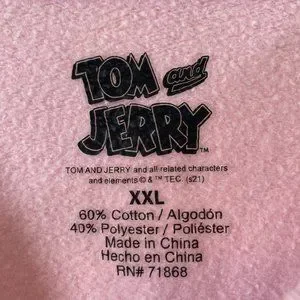 TOM and
JERRY™
TOM AND JERRY and all related characters
and elements © & ™ TEC. (s21)
XXL
60% Cotton / Algodón
40% Polyester / Poliéster
Made in China
Hecho en China
RN# 71868